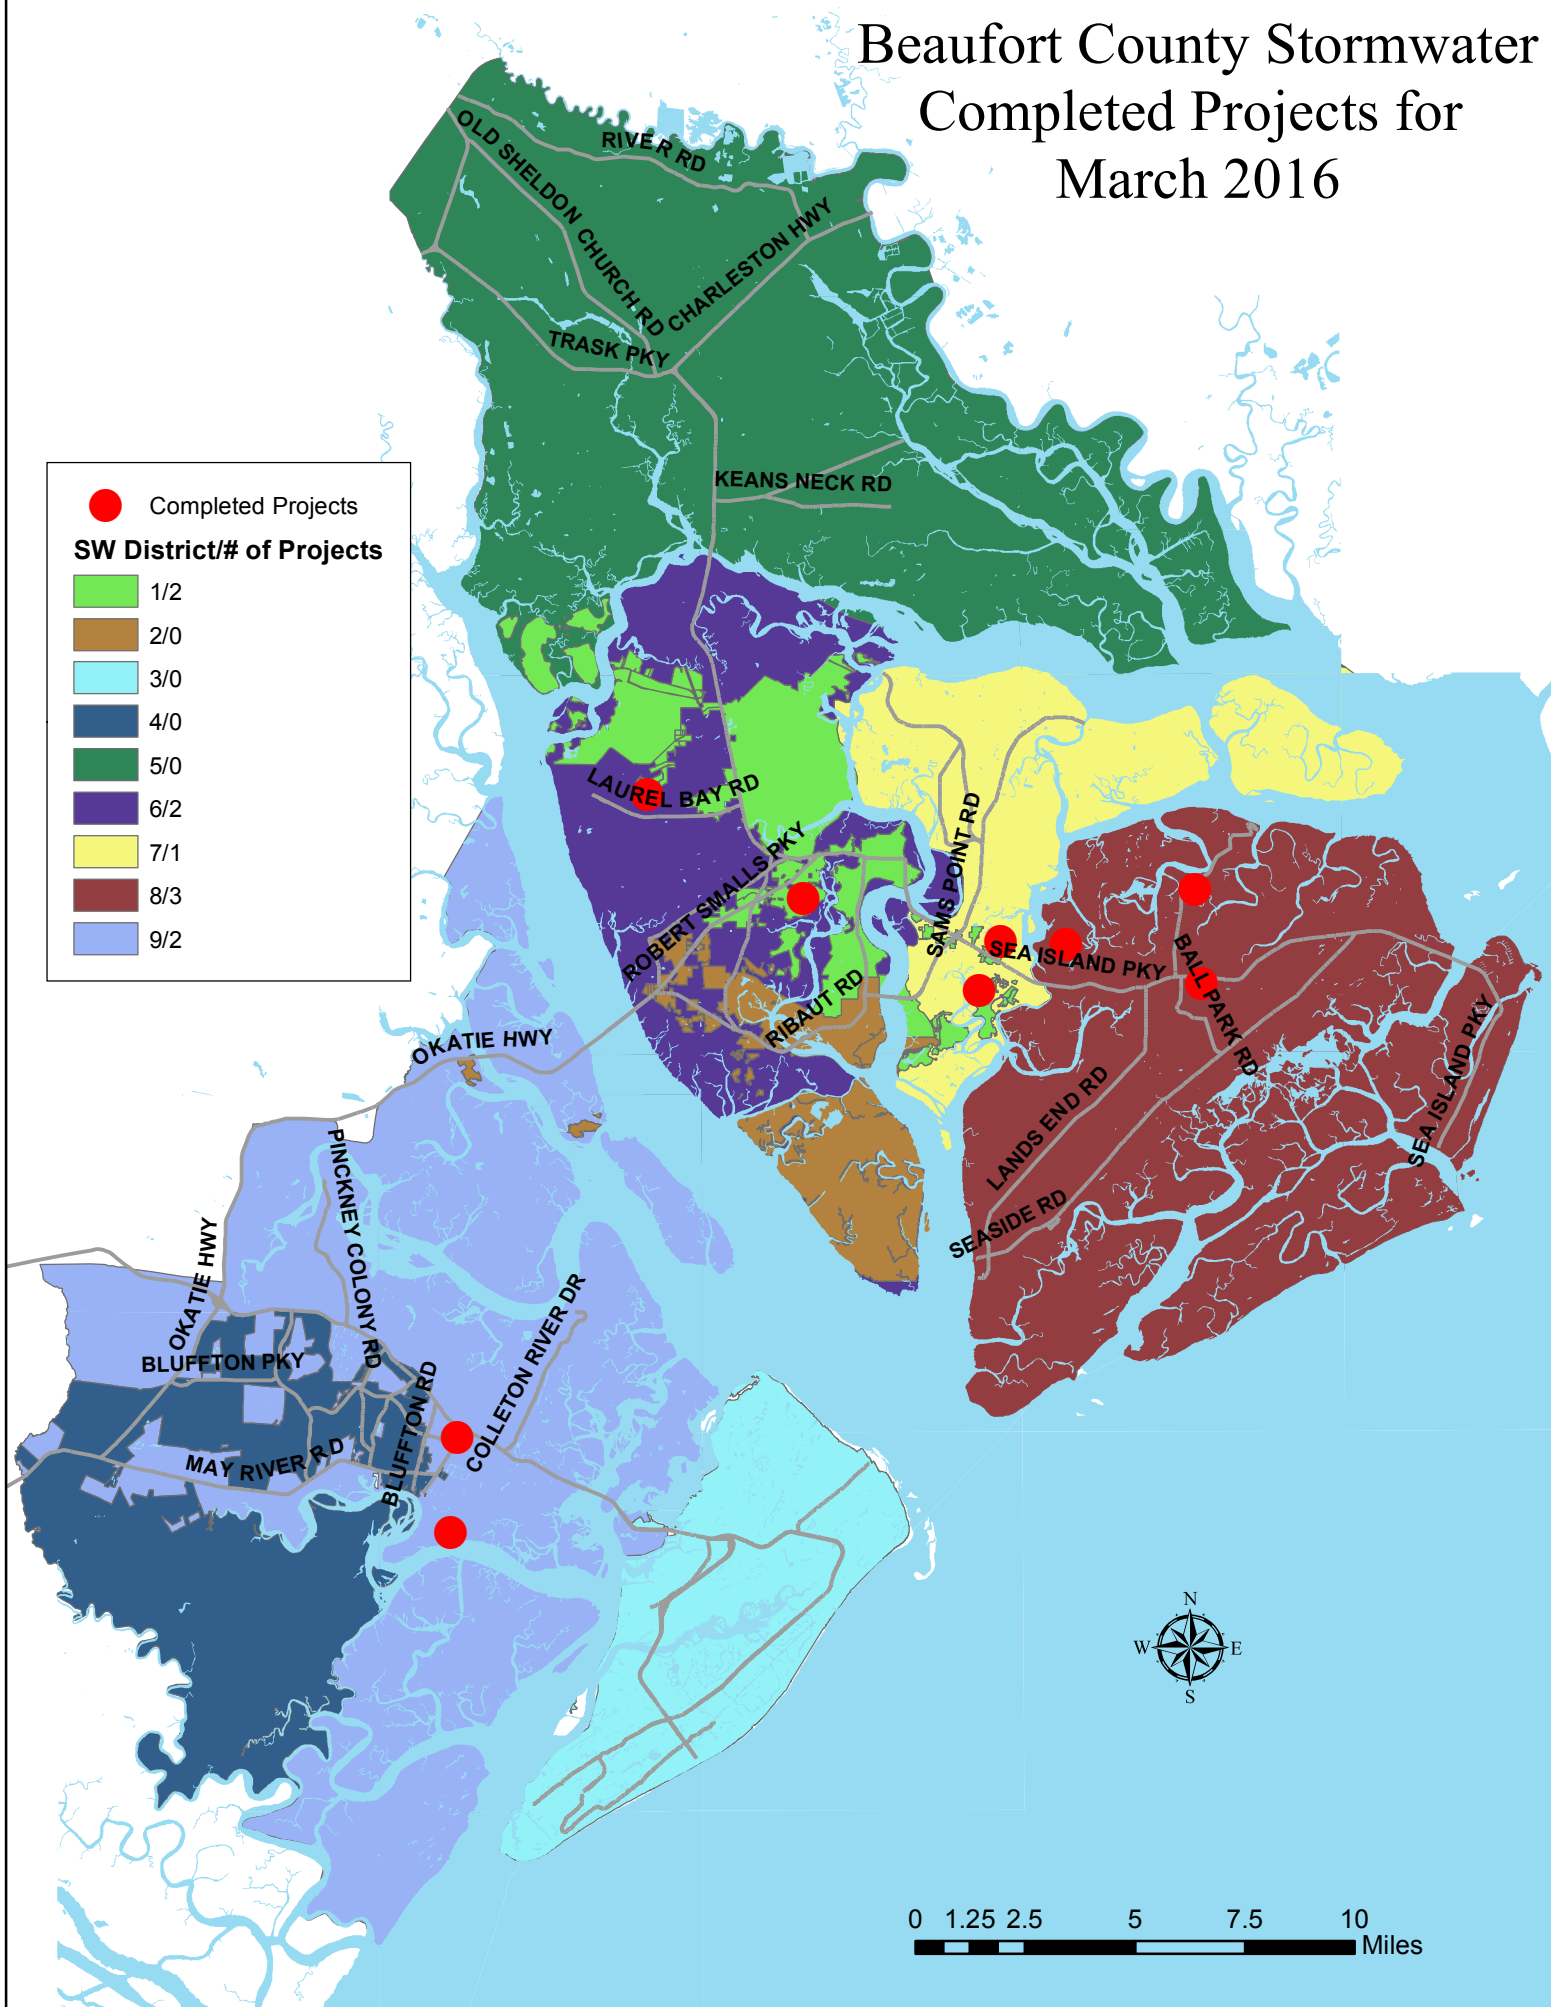 Beaufort County Stormwater
Completed Projects for
March 2016
RIVER RD
OLD SHELDON CHURCH RD
CHARLESTON HWY
TRASK PKY
KEANS NECK RD
Completed Projects
SW District/# of Projects
1/2
2/0
3/0
4/0
5/0
6/2
7/1
8/3
9/2
LAUREL BAY RD
ROBERT SMALLS PKY
SAMS POINT RD
SEA ISLAND PKY
BALL PARK RD
RIBAUT RD
SEA ISLAND PKY
OKATIE HWY
LANDS END RD
SEASIDE RD
PINCKNEY COLONY RD
OKATIE HWY
BLUFFTON PKY
COLLETON RIVER DR
BLUFFTON RD
MAY RIVER RD
N
W E
S
0 1.25 2.5 5 7.5 10
Miles